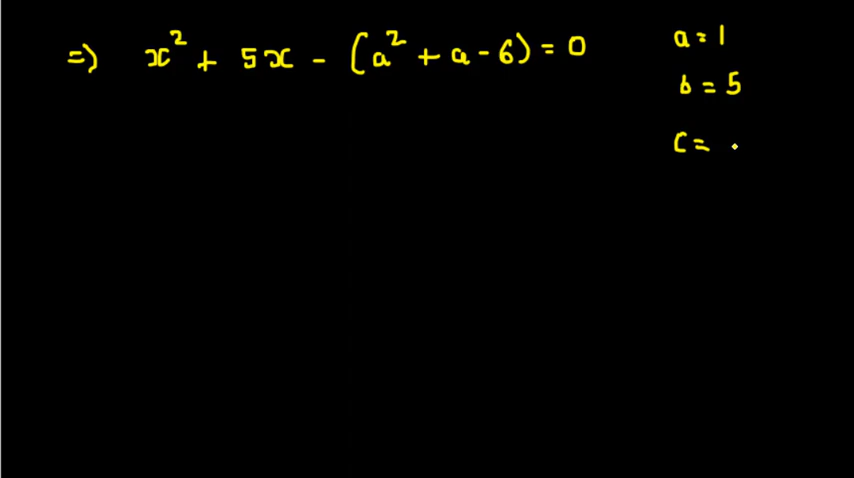 =) x² + 5x - (a² + a - 6) = 0
a = 1
b = 5
c =